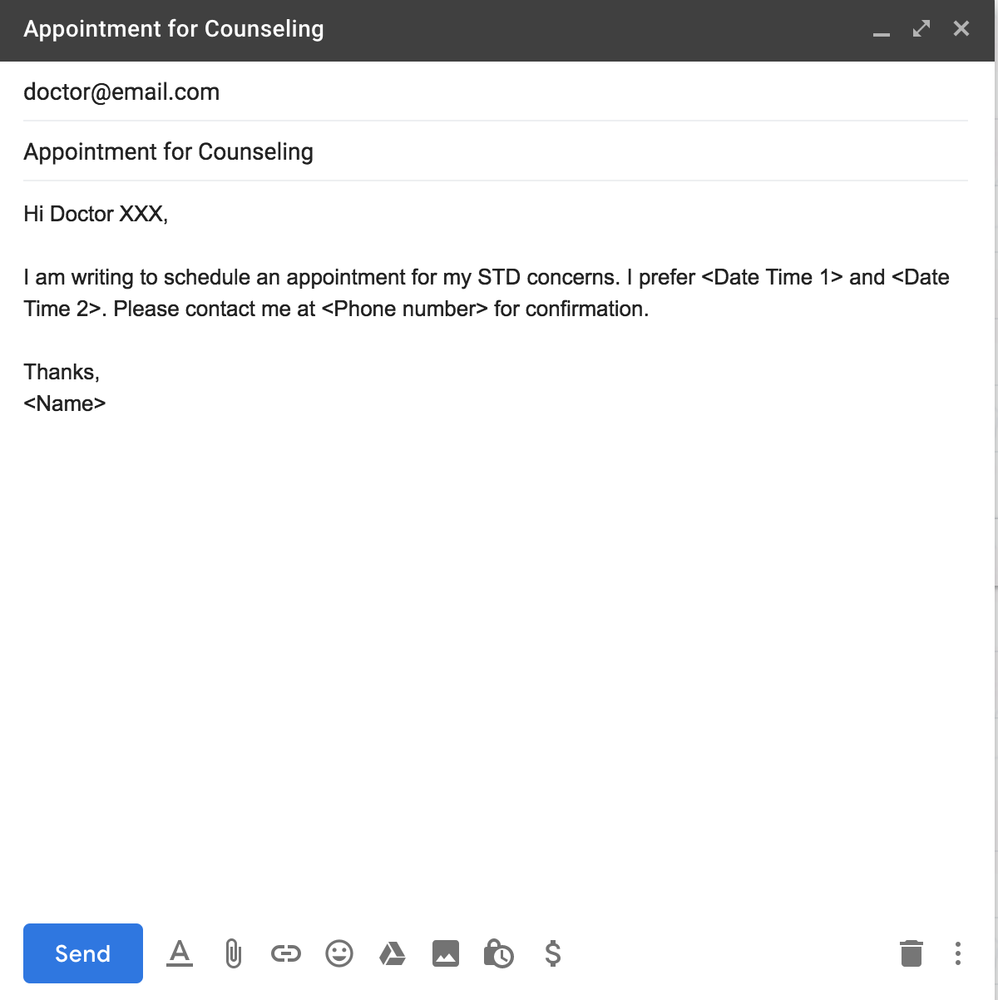 Appointment for Counseling
doctor@email.com
Appointment for Counseling
Hi Doctor XXX,
I am writing to schedule an appointment for my STD concerns. I prefer <Date Time 1> and <Date
Time 2>. Please contact me at <Phone number> for confirmation.
Thanks,
<Name>
Send